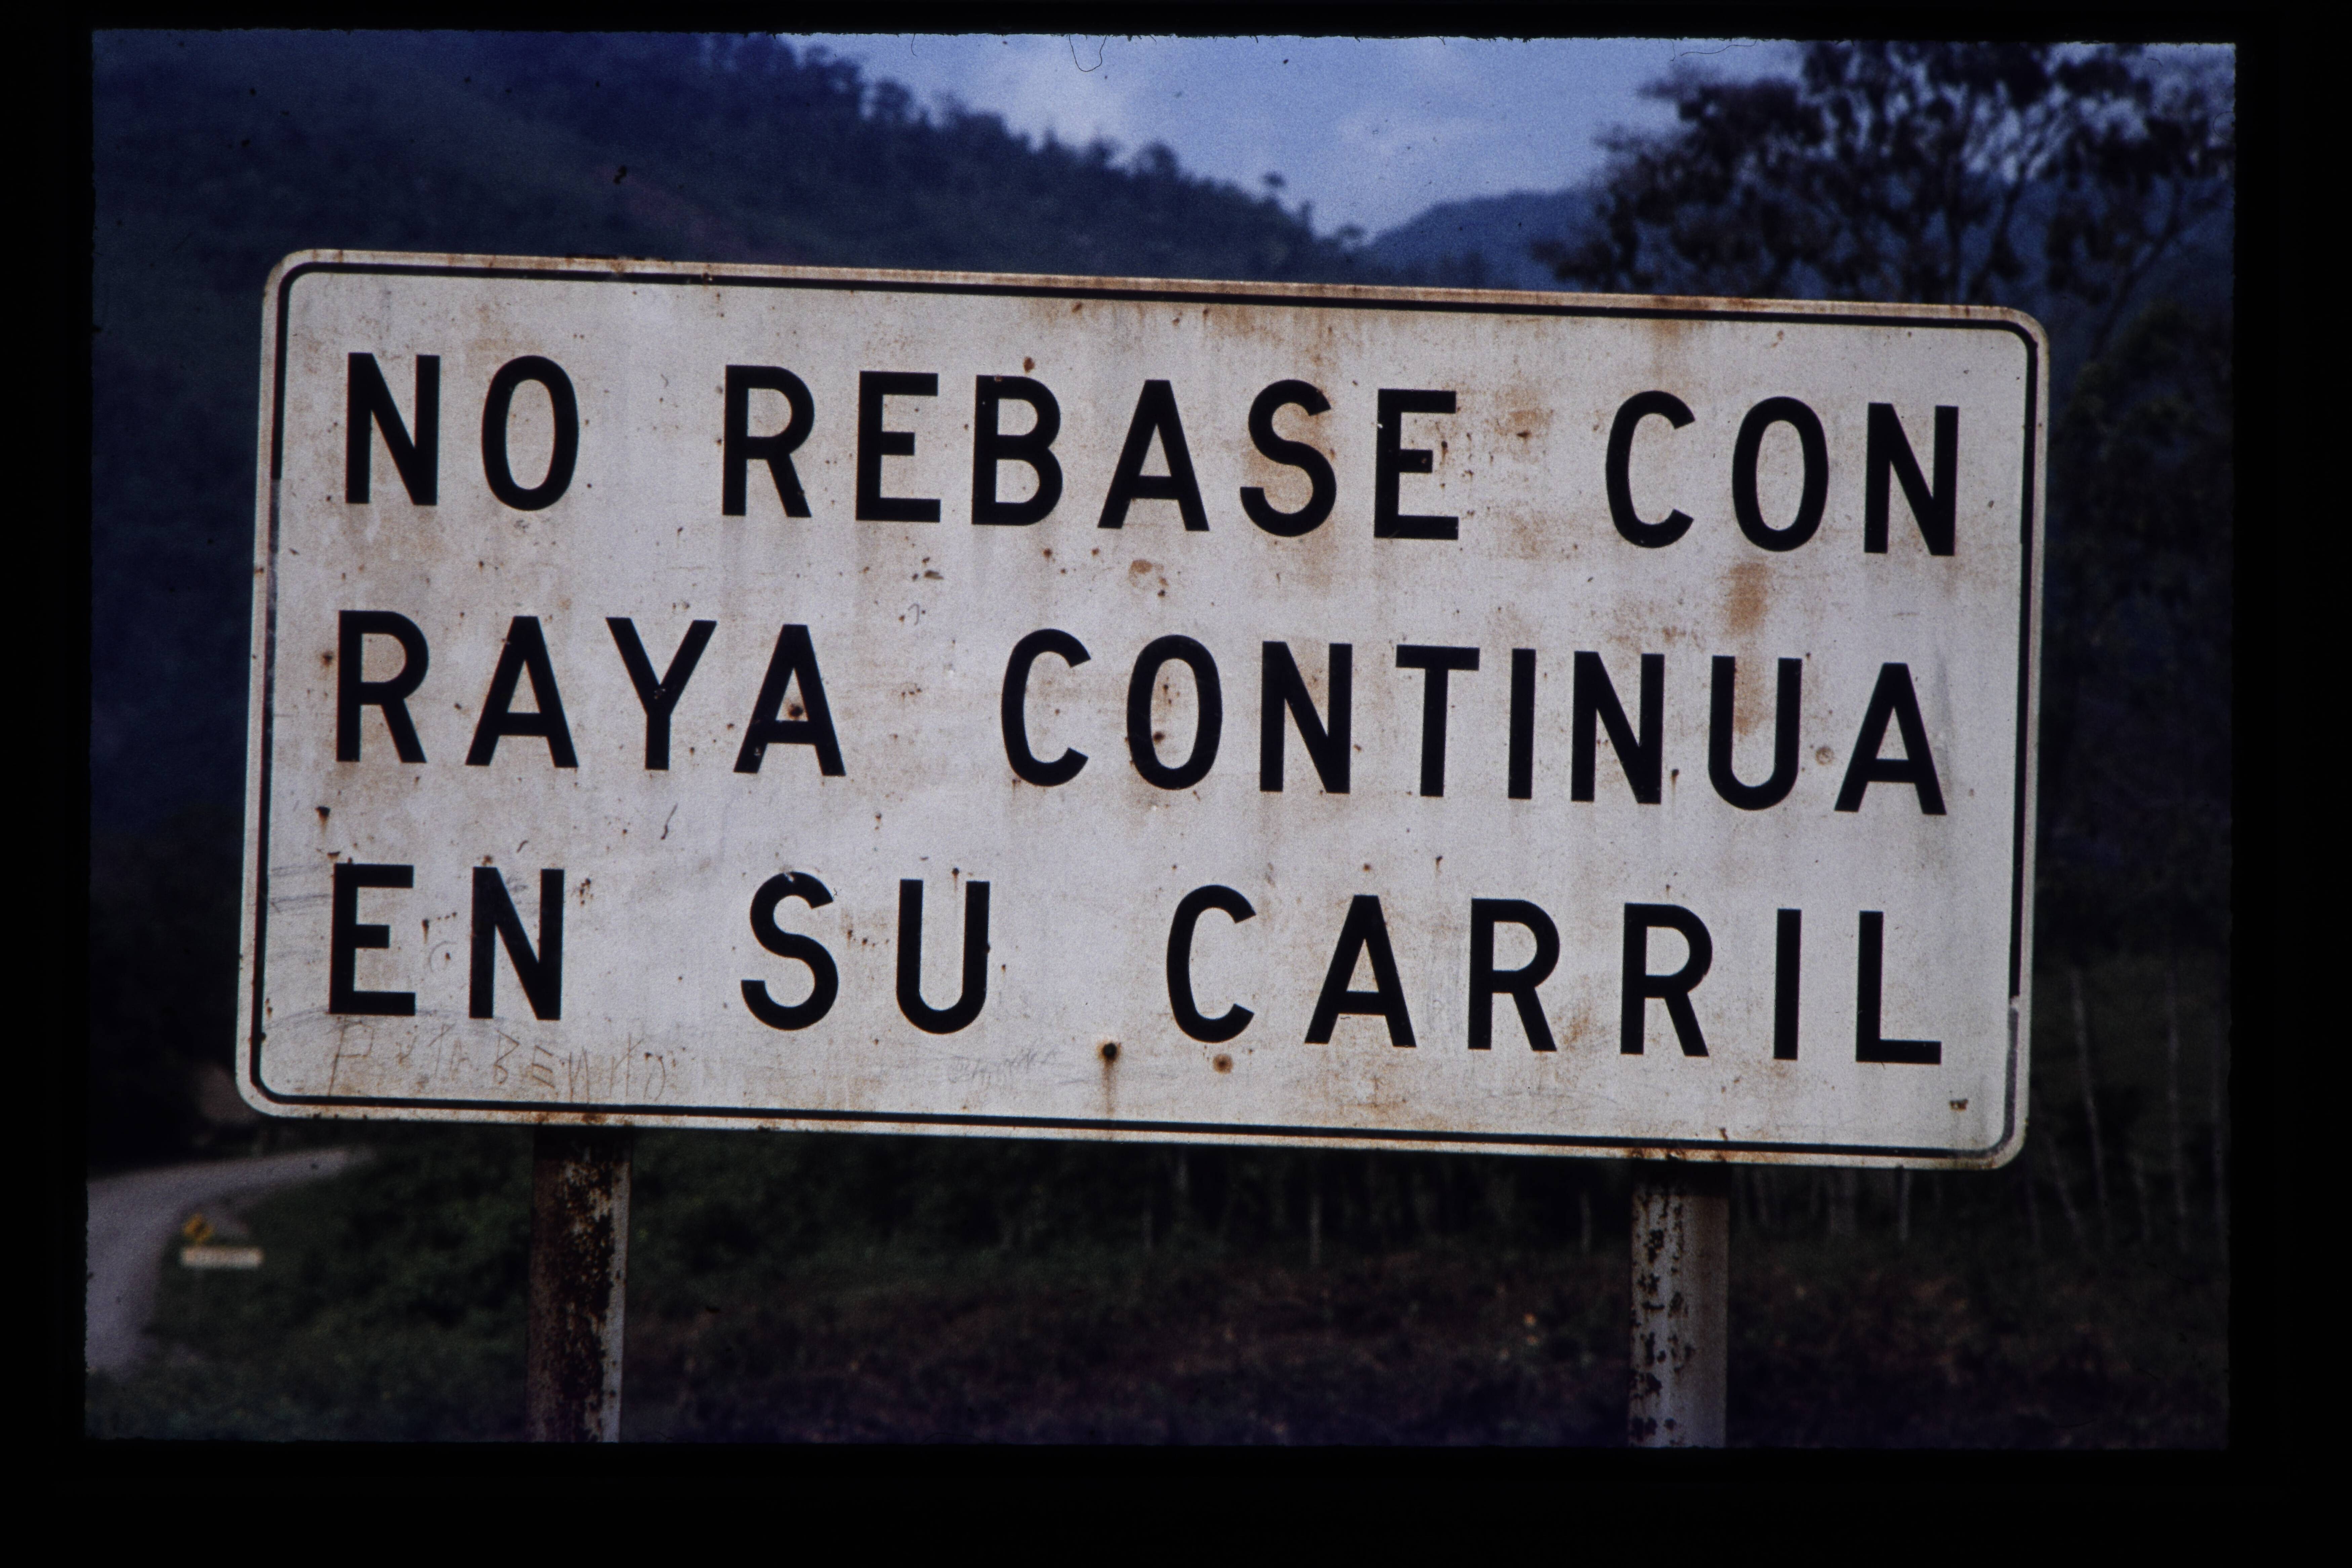 NO REBASE CON
RAYA CONTINUA
EN SU CARRIL